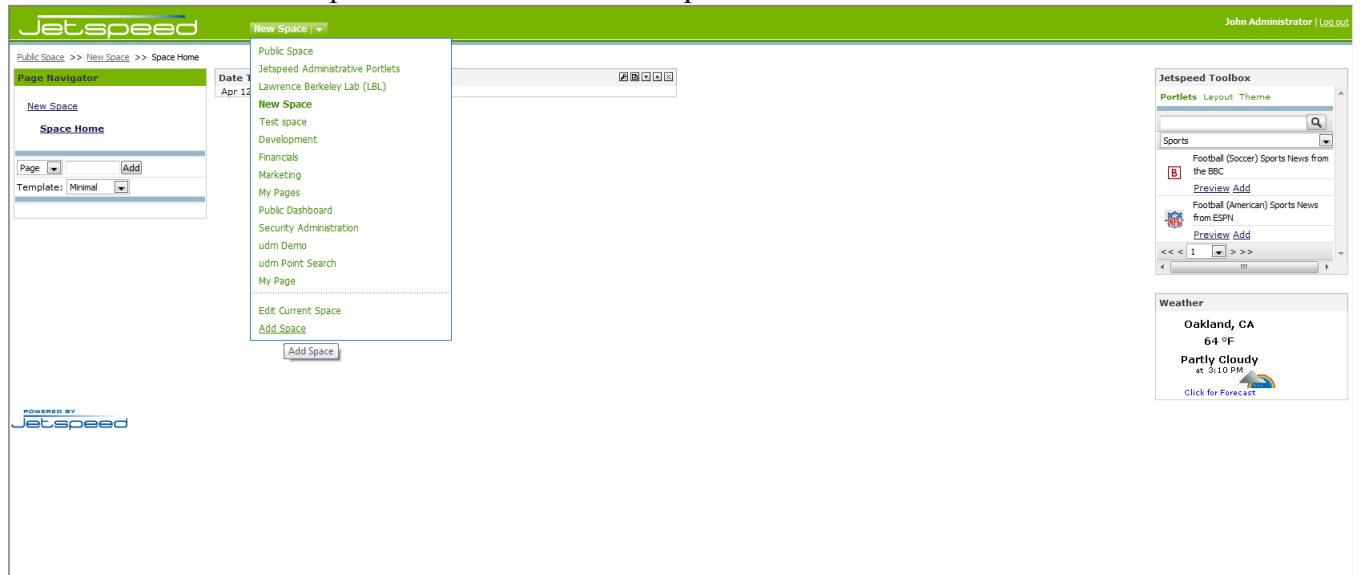 Jetspeed
New Space
John Administrator | Log out
Public Space >> New Space >> Space Home
Page Navigator
New Space
Space Home
Page
Add
Template: Minimal
Public Space
Jetspeed Administrative Portlets
Lawrence Berkeley Lab (LBL)
New Space
Test space
Development
Financials
Marketing
My Pages
Public Dashboard
Security Administration
udm Demo
udm Point Search
My Page
Edit Current Space
Add Space
Add Space
Date T
Apr 12
Jetspeed Toolbox
Portlets Layout Theme
Sports
Football (Soccer) Sports News from
the BBC
B
Preview Add
Football (American) Sports News
from ESPN
NFL
Preview Add
<< < 1 > >>
Weather
Oakland, CA
64 ºF
Partly Cloudy
at 3:10 PM
Click for Forecast
POWERED BY
Jetspeed